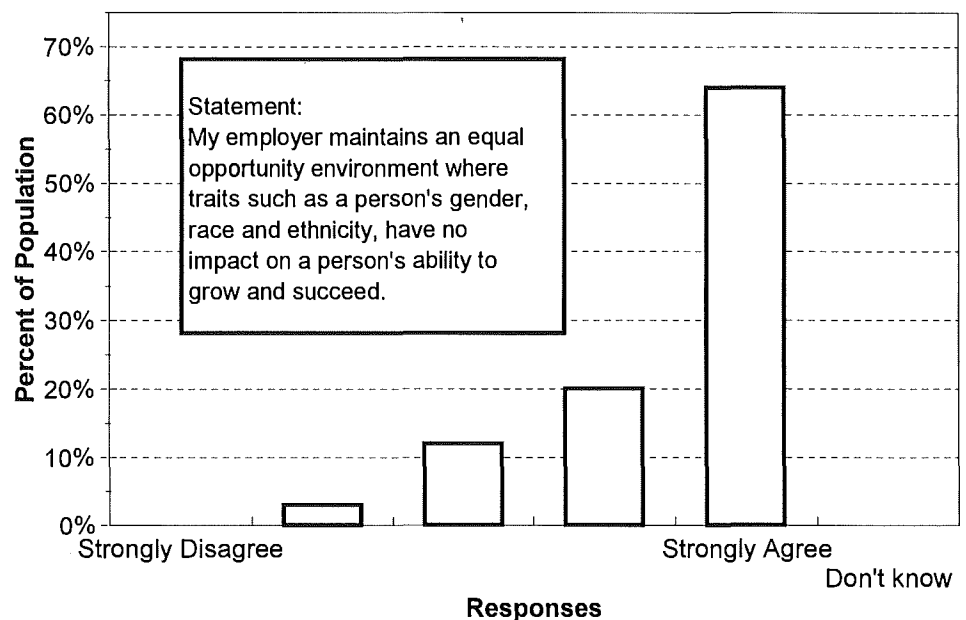 70%
60%
50%
40%
30%
20%
10%
0%
Percent of Population
Statement:
My employer maintains an equal
opportunity environment where
traits such as a person's gender,
race and ethnicity, have no
impact on a person's ability to
grow and succeed.
Strongly Disagree
Strongly Agree
Don't know
Responses